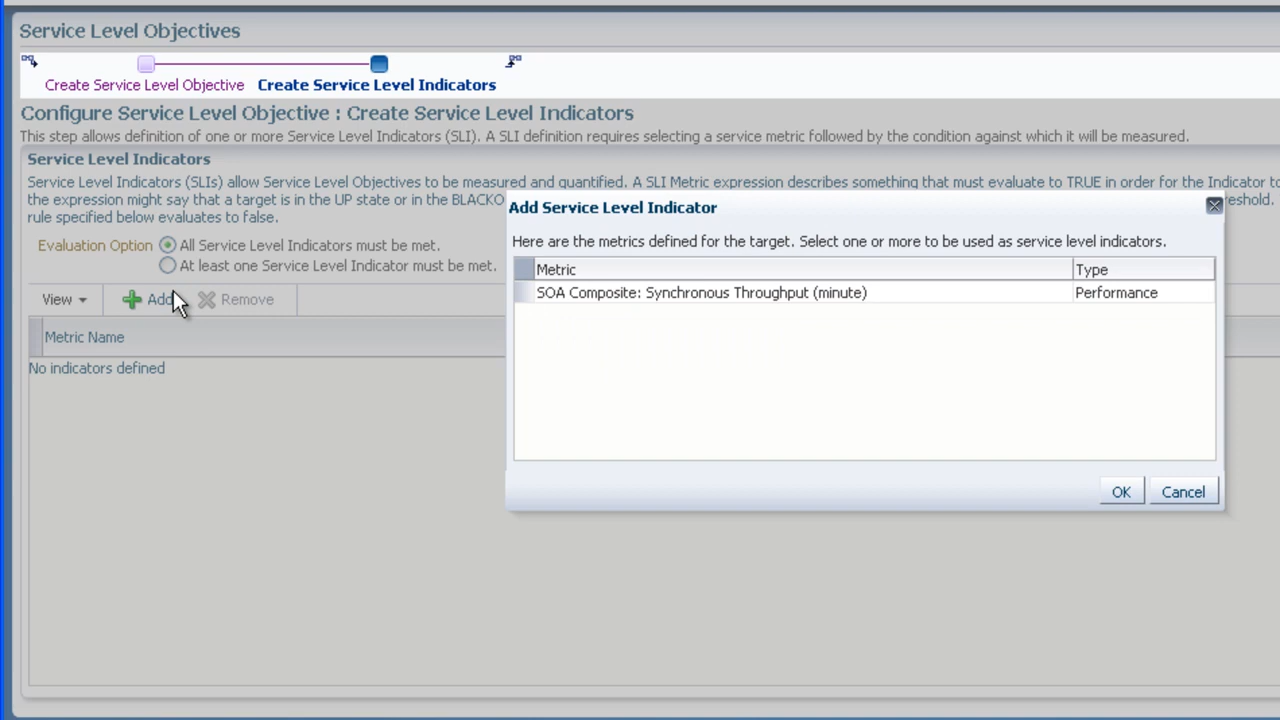 Service Level Objectives
Create Service Level Objective Create Service Level Indicators
Configure Service Level Objective : Create Service Level Indicators
This step allows definition of one or more Service Level Indicators (SLI). A SLI definition requires selecting a service metric followed by the condition against which it will be measured.
Service Level Indicators
Service Level Indicators (SLIs) allow Service Level Objectives to be measured and quantified. A SLI Metric expression describes something that must evaluate to TRUE in order for the Indicator to
the expression might say that a target is in the UP state or in the BLACKO
rule specified below evaluates to false.
Evaluation Option All Service Level Indicators must be met.
At least one Service Level Indicator must be met.
View Add Remove
Metric Name
No indicators defined
Add Service Level Indicator
Here are the metrics defined for the target. Select one or more to be used as service level indicators.
Metric Type
SOA Composite: Synchronous Throughput (minute) Performance
OK Cancel